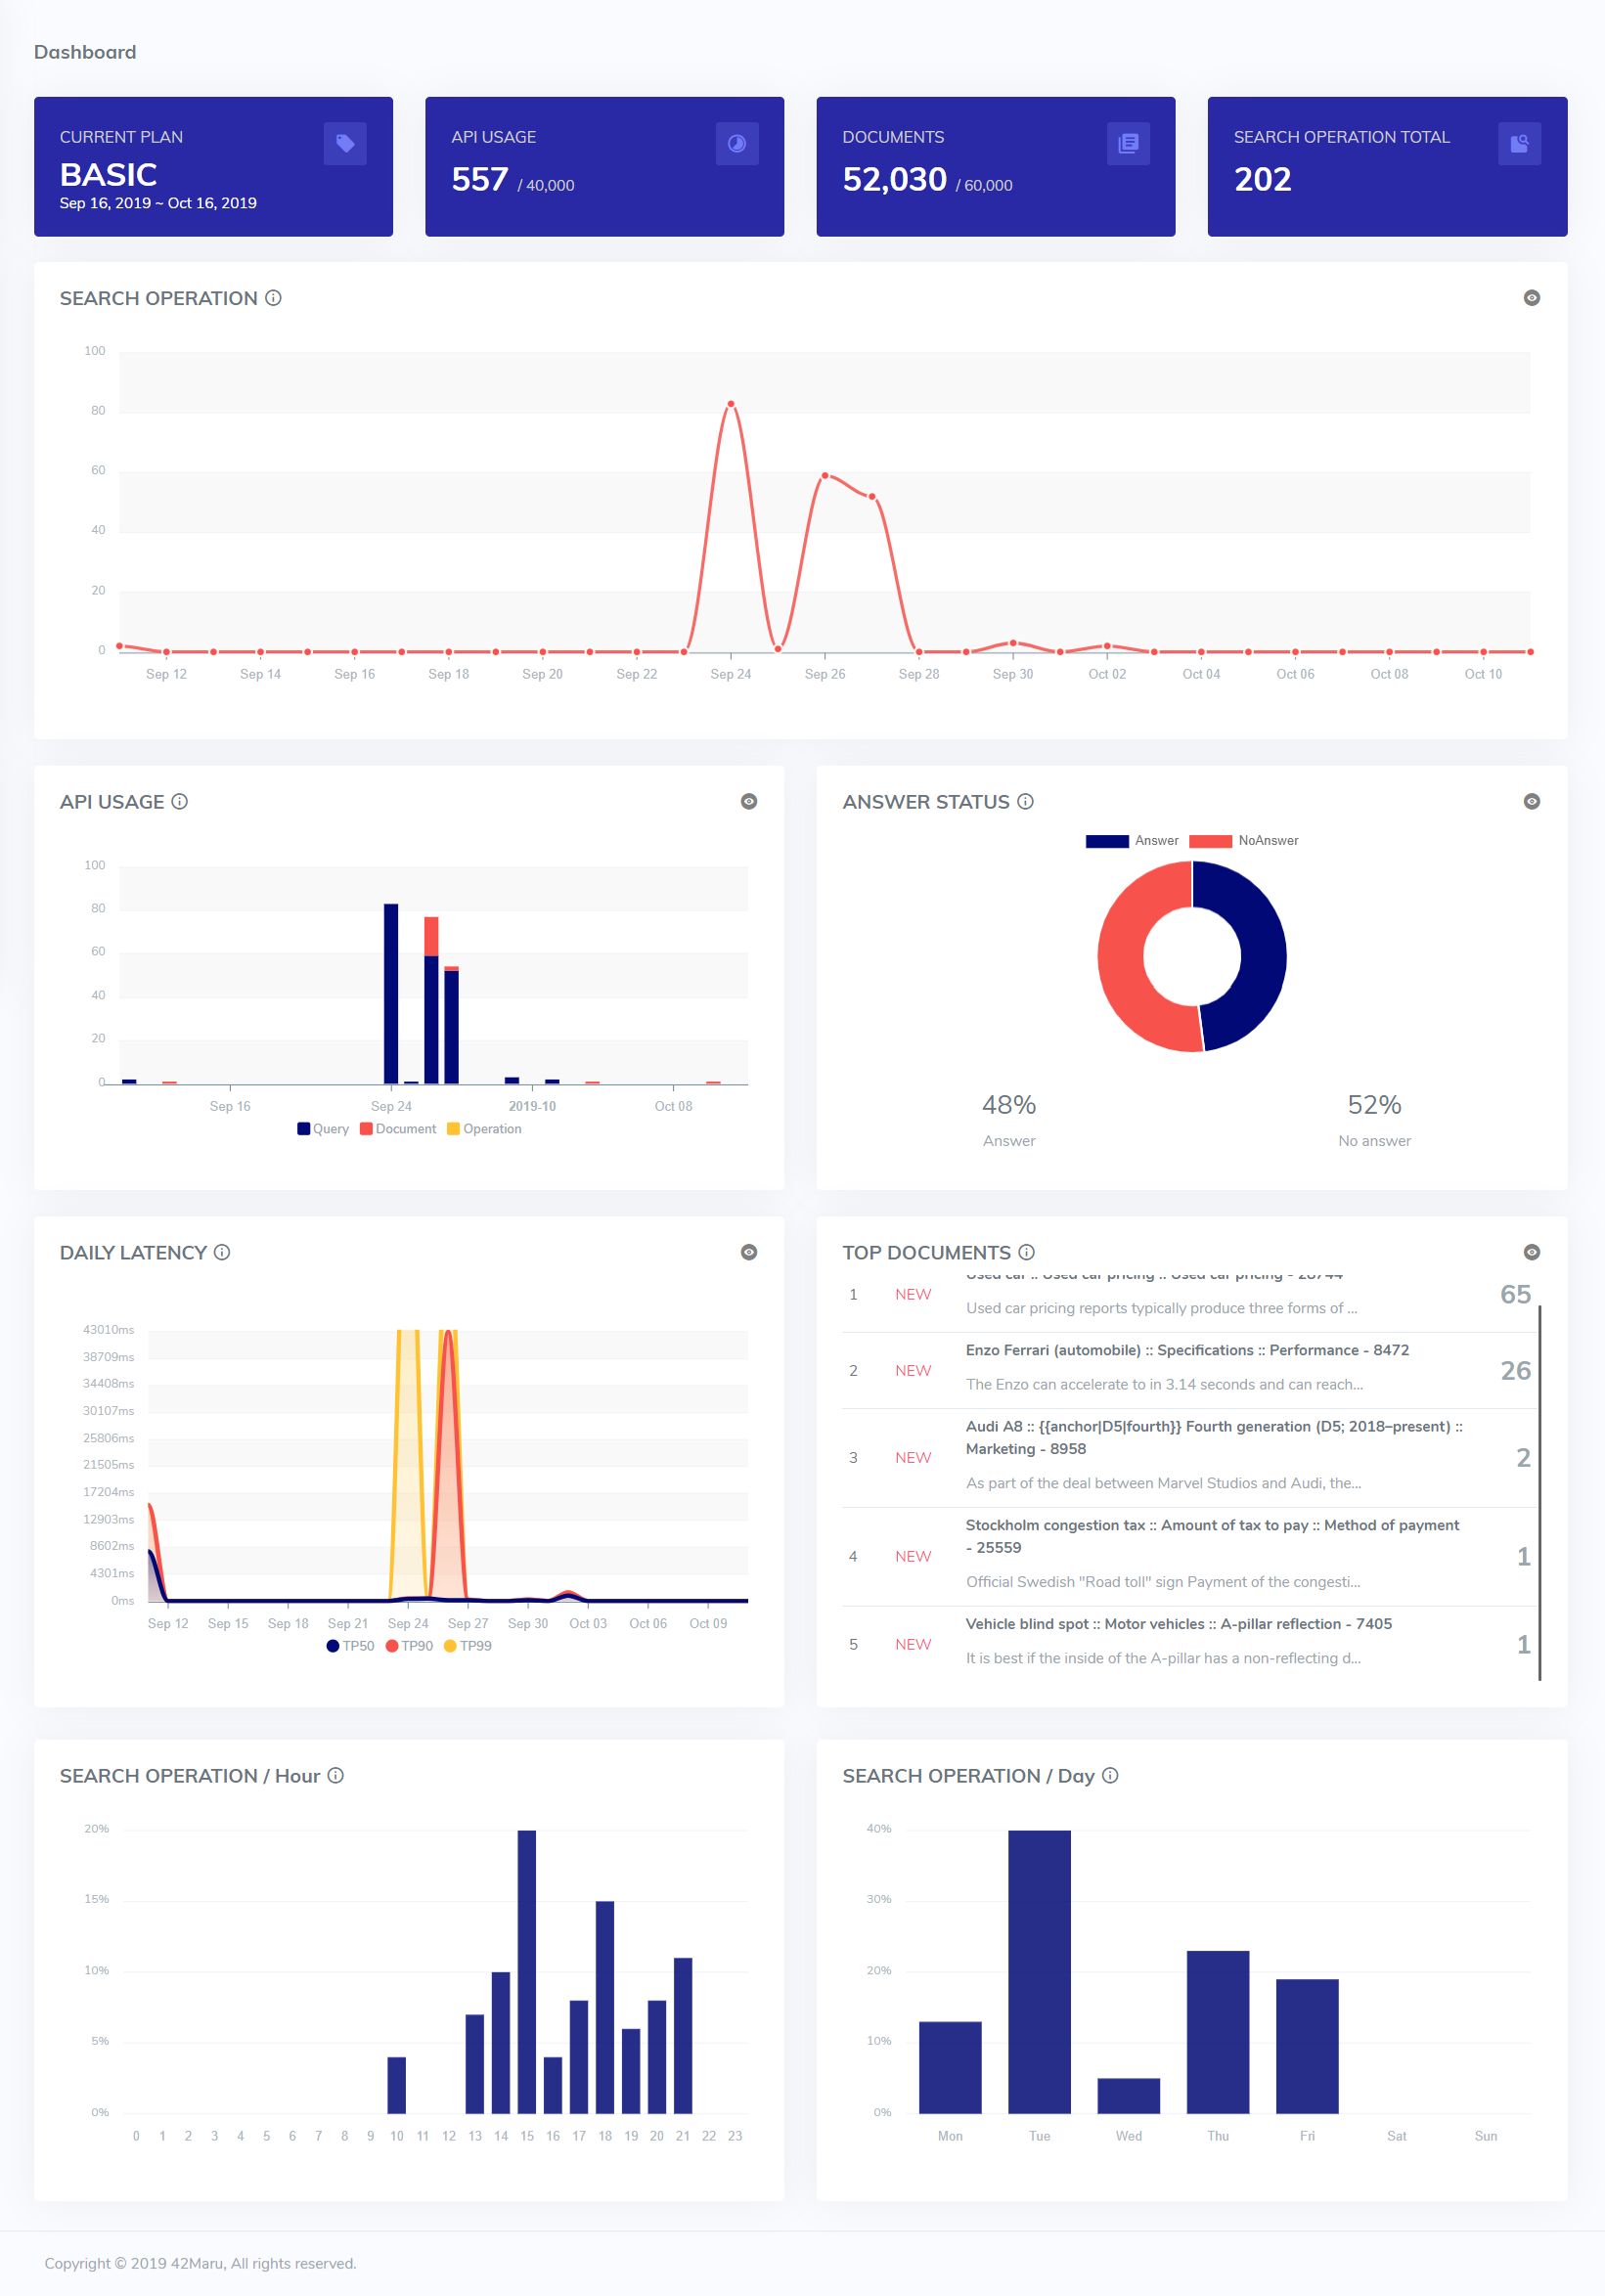 Dashboard
CURRENT PLAN
BASIC
Sep 16, 2019 ~ Oct 16, 2019
API USAGE
557 / 40,000
DOCUMENTS
52,030 / 60,000
SEARCH OPERATION TOTAL
202
SEARCH OPERATION
100
80
60
40
20
0
Sep 12 Sep 14 Sep 16 Sep 18 Sep 20 Sep 22 Sep 24 Sep 26 Sep 28 Sep 30 Oct 02 Oct 04 Oct 06 Oct 08 Oct 10
API USAGE
100
80
60
40
20
0
Sep 16 Sep 24 2019-10 Oct 08
Query Document Operation
ANSWER STATUS
Answer NoAnswer
48% 52%
Answer No answer
DAILY LATENCY
43010ms
38709ms
34408ms
30107ms
25806ms
21505ms
17204ms
12903ms
8602ms
4301ms
0ms
Sep 12 Sep 15 Sep 18 Sep 21 Sep 24 Sep 27 Sep 30 Oct 03 Oct 06 Oct 09
TP50 TP90 TP99
TOP DOCUMENTS
Used car :: Used car pricing :: Used car pricing - 28744
1 NEW 65
Used car pricing reports typically produce three forms of ...
Enzo Ferrari (automobile) :: Specifications :: Performance - 8472
2 NEW 26
The Enzo can accelerate to in 3.14 seconds and can reach...
Audi A8 :: {{anchor|D5|fourth}} Fourth generation (D5; 2018–present) ::
Marketing - 8958
3 NEW 2
As part of the deal between Marvel Studios and Audi, the...
Stockholm congestion tax :: Amount of tax to pay :: Method of payment
- 25559
4 NEW 1
Official Swedish "Road toll" sign Payment of the congesti...
Vehicle blind spot :: Motor vehicles :: A-pillar reflection - 7405
5 NEW 1
It is best if the inside of the A-pillar has a non-reflecting d...
SEARCH OPERATION / Hour
20%
15%
10%
5%
0%
0 1 2 3 4 5 6 7 8 9 10 11 12 13 14 15 16 17 18 19 20 21 22 23
SEARCH OPERATION / Day
40%
30%
20%
10%
0%
Mon Tue Wed Thu Fri Sat Sun
Copyright © 2019 42Maru, All rights reserved.